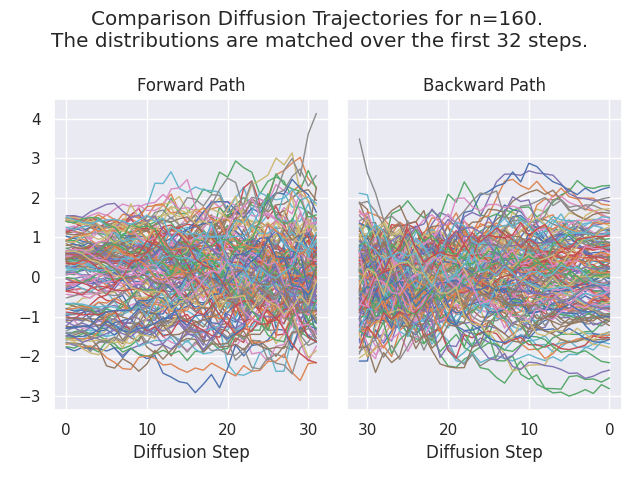 Comparison Diffusion Trajectories for n=160.
The distributions are matched over the first 32 steps.
Forward Path
Backward Path
4
3
2
1
0
−1
−2
−3
0 10 20 30
30 20 10 0
Diffusion Step
Diffusion Step